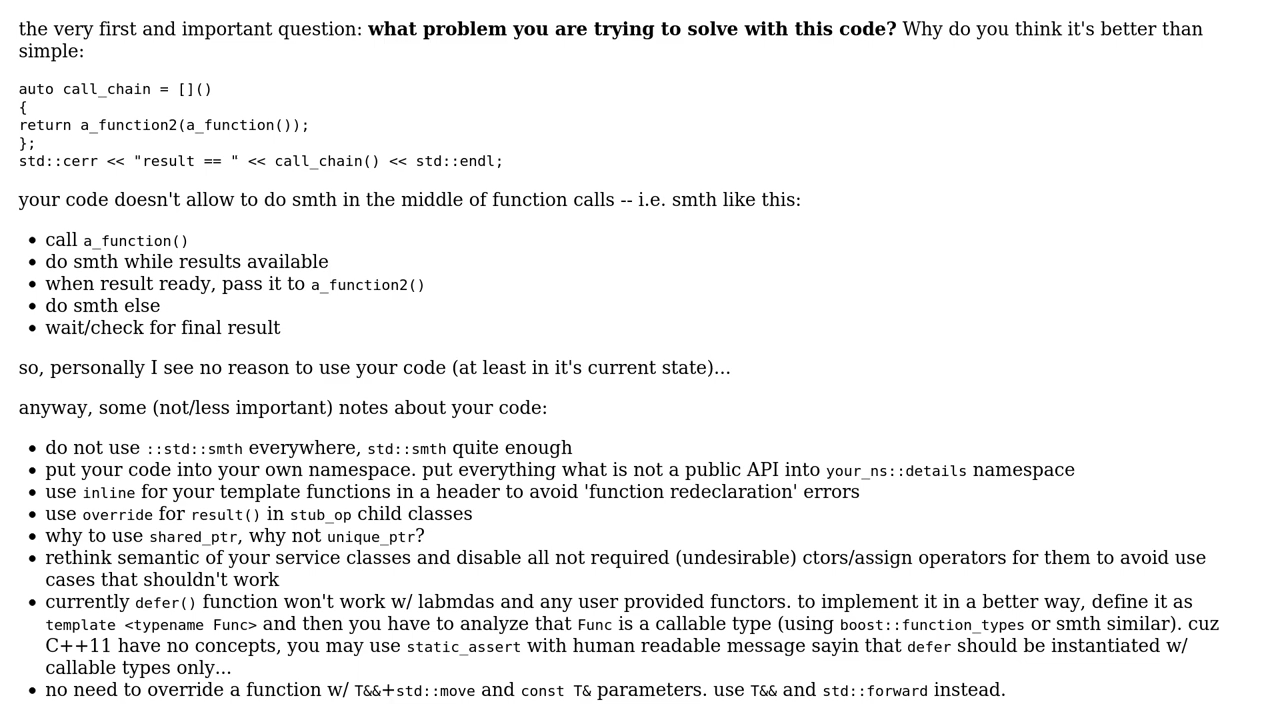 the very first and important question: what problem you are trying to solve with this code? Why do you think it's better than
simple:
auto call_chain = []()
{
return a_function2(a_function());
};
std::cerr << "result == " << call_chain() << std::endl;
your code doesn't allow to do smth in the middle of function calls -- i.e. smth like this:
• call a_function()
• do smth while results available
• when result ready, pass it to a_function2()
• do smth else
• wait/check for final result
so, personally I see no reason to use your code (at least in it's current state)...
anyway, some (not/less important) notes about your code:
• do not use ::std::smth everywhere, std::smth quite enough
• put your code into your own namespace. put everything what is not a public API into your_ns::details namespace
• use inline for your template functions in a header to avoid 'function redeclaration' errors
• use override for result() in stub_op child classes
• why to use shared_ptr, why not unique_ptr?
• rethink semantic of your service classes and disable all not required (undesirable) ctors/assign operators for them to avoid use
cases that shouldn't work
• currently defer() function won't work w/ labmdas and any user provided functors. to implement it in a better way, define it as
template <typename Func> and then you have to analyze that Func is a callable type (using boost::function_types or smth similar). cuz
C++11 have no concepts, you may use static_assert with human readable message sayin that defer should be instantiated w/
callable types only...
• no need to override a function w/ T&&+std::move and const T& parameters. use T&& and std::forward instead.